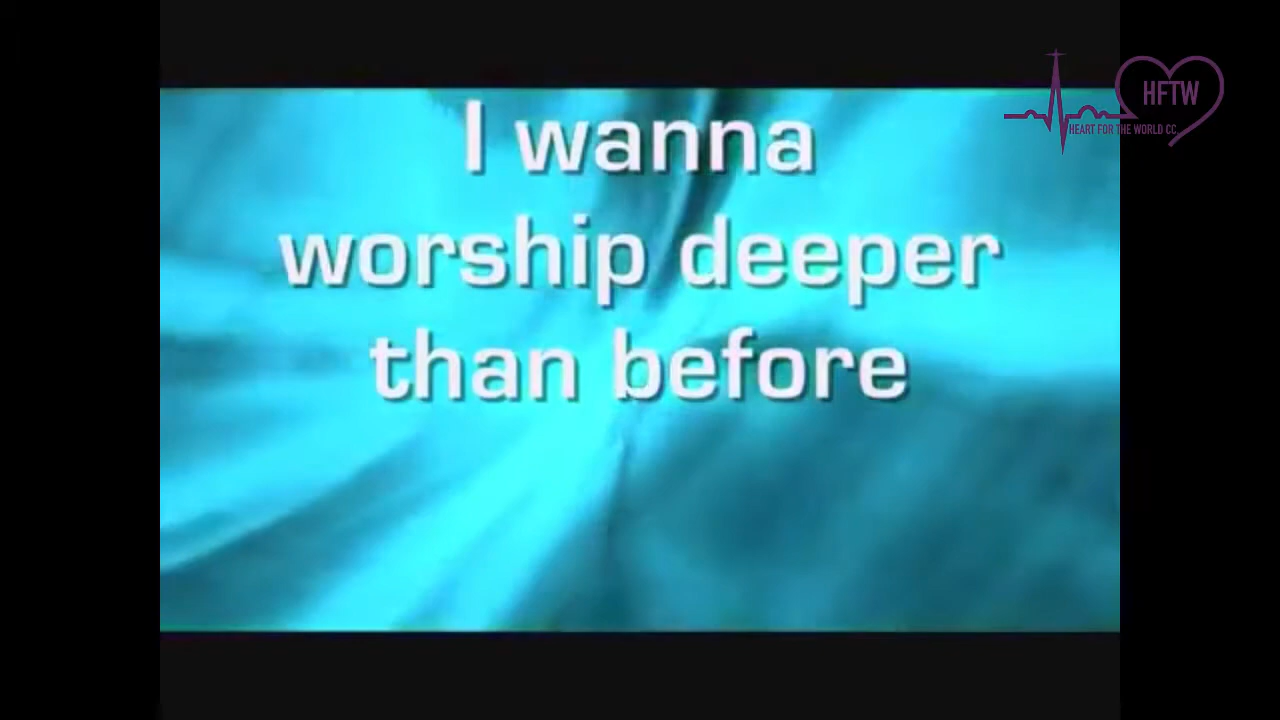 I wanna
worship deeper
than before
HFTW
HEART FOR THE WORLD CC